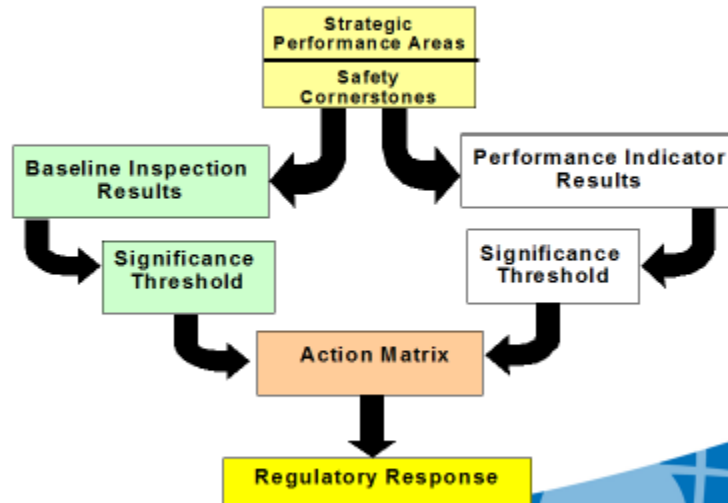 Strategic
Performance Areas
Safety
Cornerstones
Baseline Inspection
Results
Performance Indicator
Results
Significance
Threshold
Significance
Threshold
Action Matrix
Regulatory Response